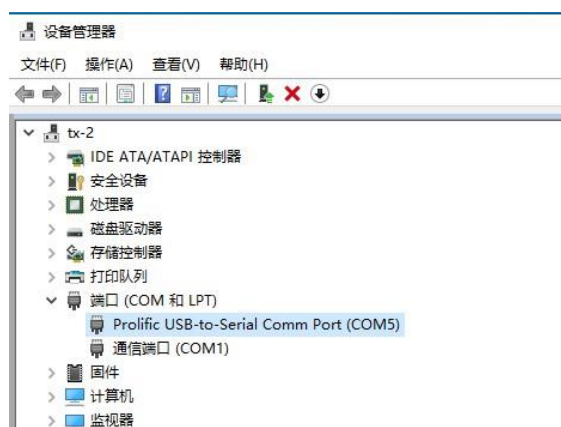 设备管理器
文件(F) 操作(A) 查看(V) 帮助(H)
tx-2
IDE ATA/ATAPI 控制器
安全设备
处理器
磁盘驱动器
存储控制器
打印队列
端口 (COM 和 LPT)
Prolific USB-to-Serial Comm Port (COM5)
通信端口 (COM1)
固件
计算机
监视器